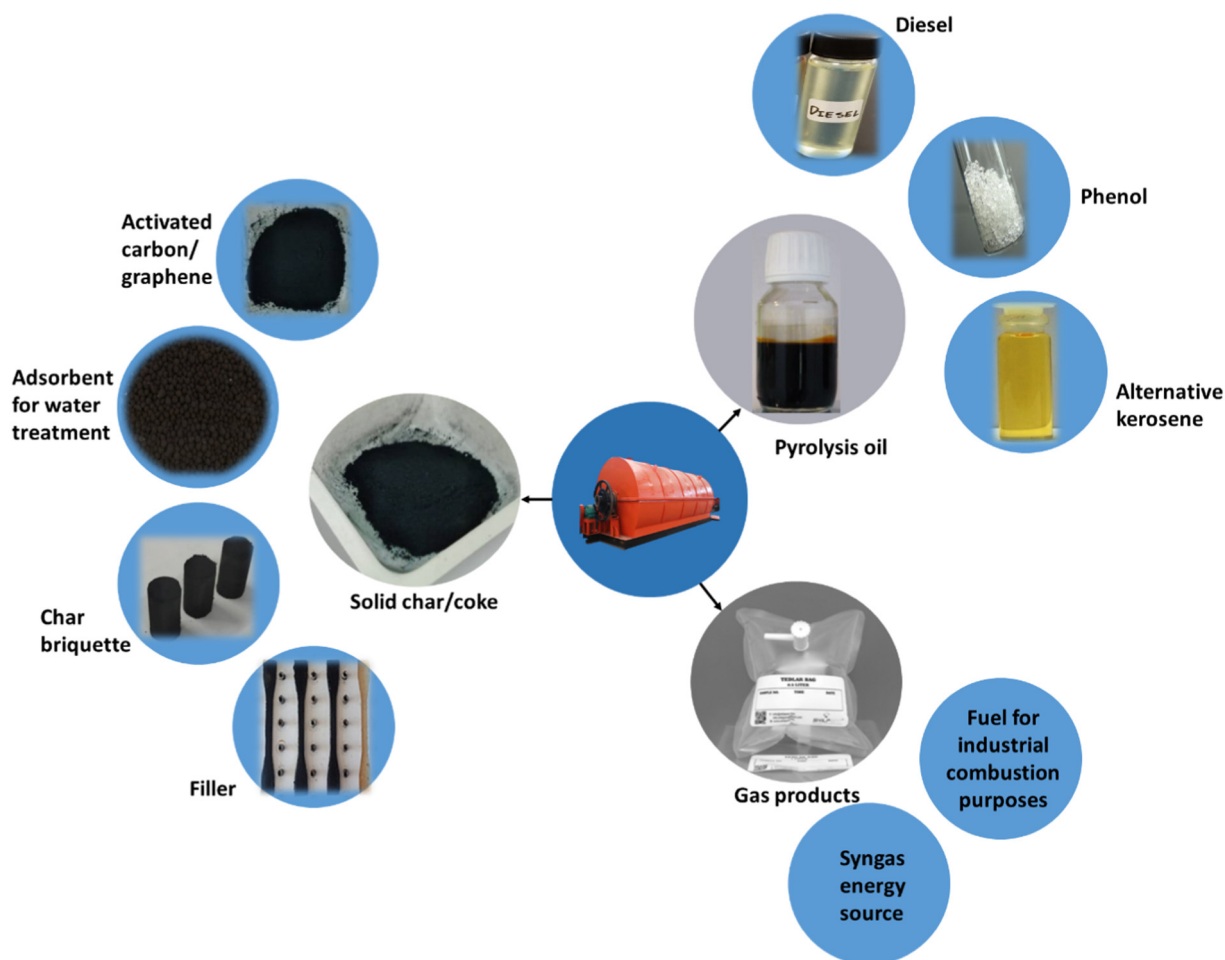 Diesel
DIESEL
Phenol
Alternative
kerosene
Pyrolysis oil
Activated
carbon/
graphene
Adsorbent
for water
treatment
Char
briquette
Filler
Solid char/coke
TEDLAR BAG
Gas products
Fuel for
industrial
combustion
purposes
Syngas
energy
source